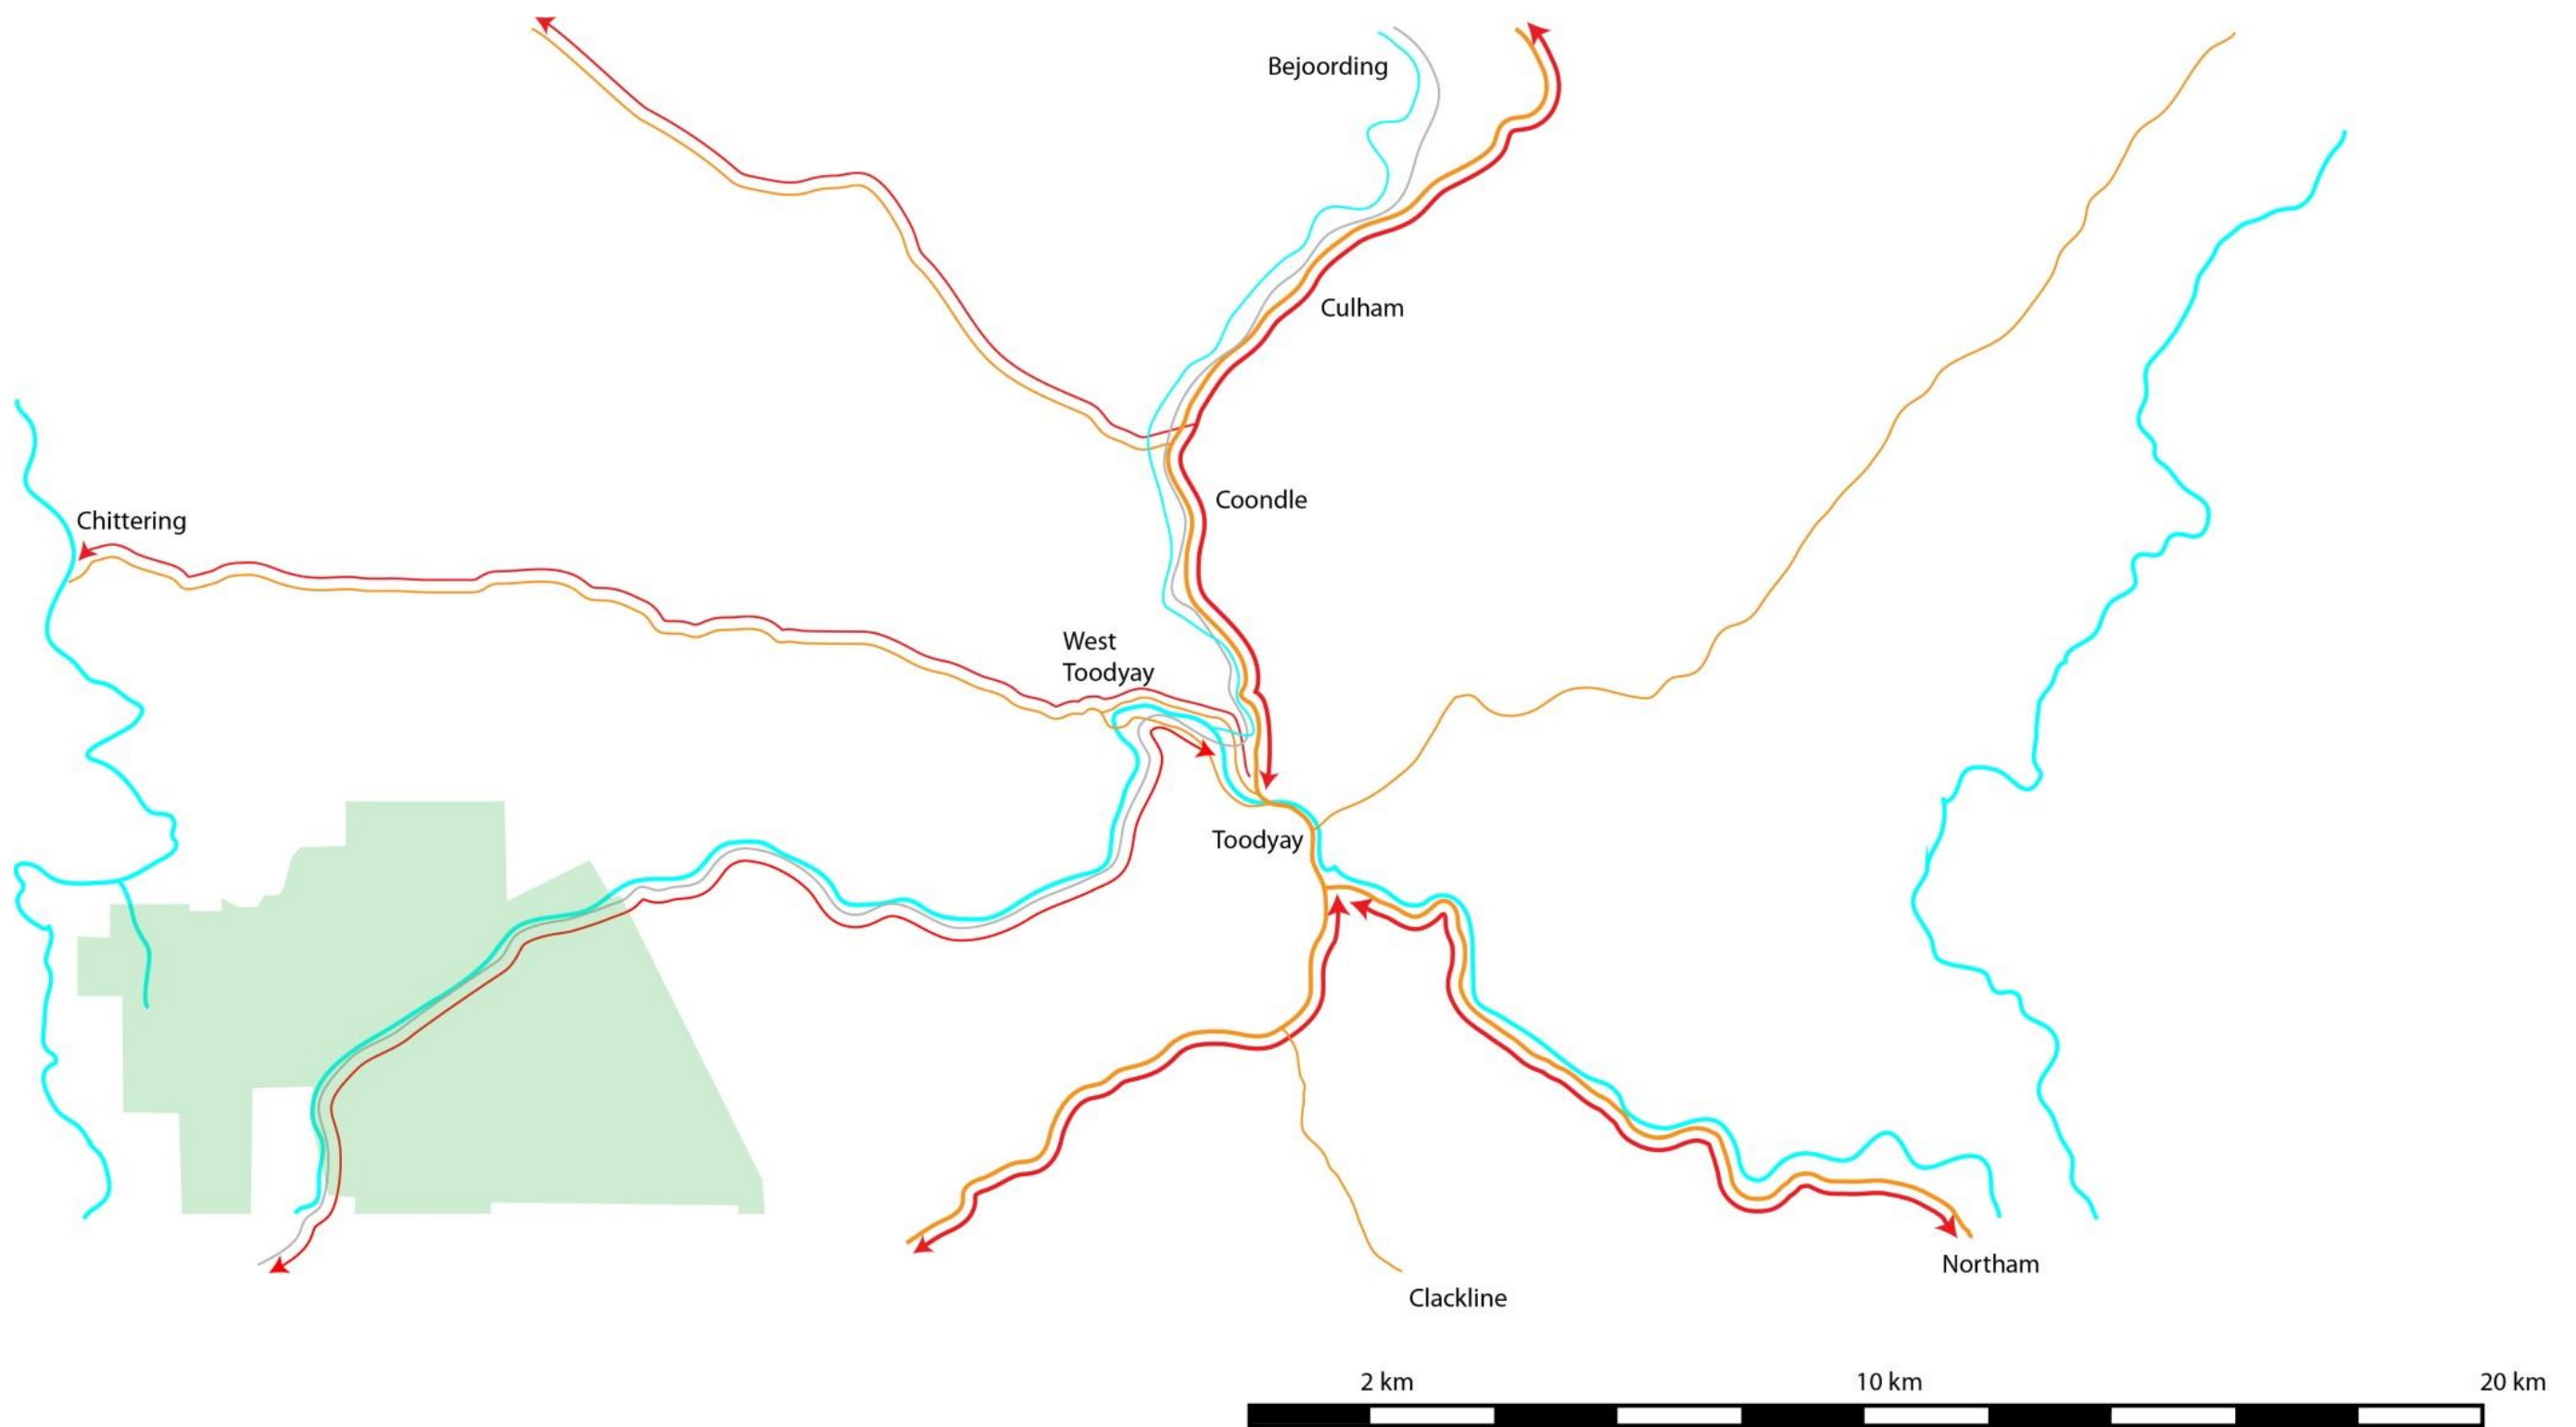 Bejoording
Culham
Coondle
Chittering
West
Toodyay
Toodyay
Northam
Clackline
2 km 10 km 20 km